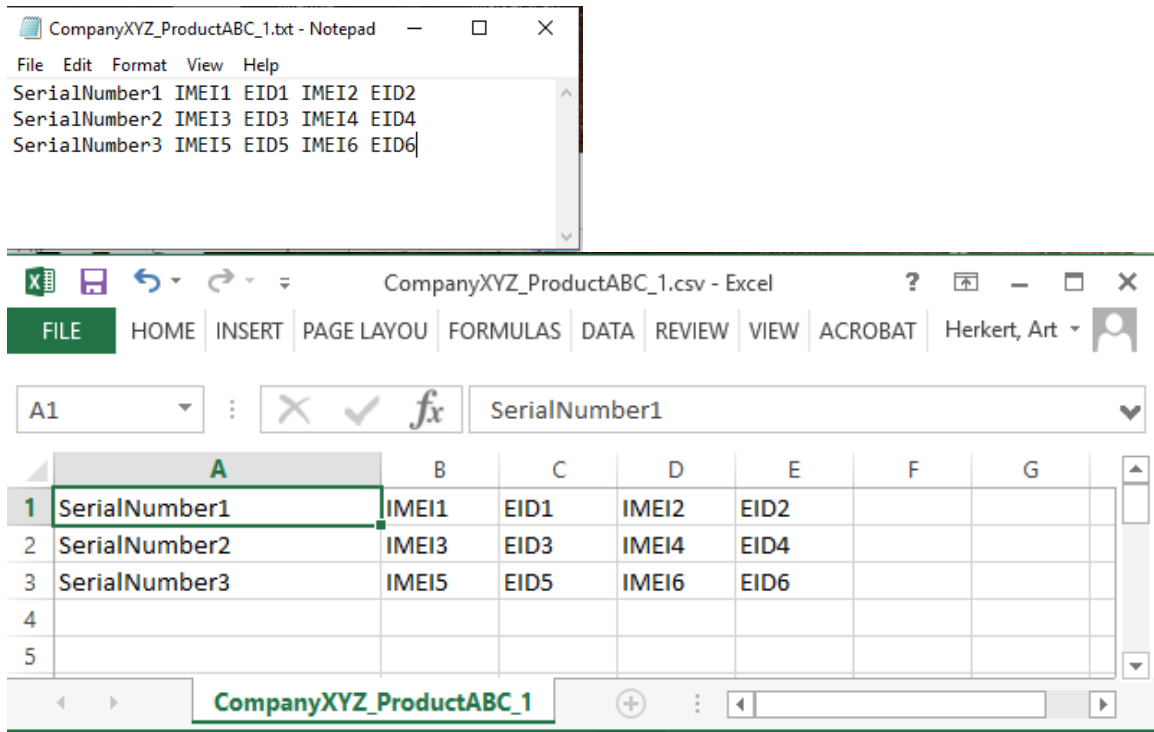 CompanyXYZ_ProductABC_1.txt - Notepad
File Edit Format View Help
SerialNumber1 IMEI1 EID1 IMEI2 EID2
SerialNumber2 IMEI3 EID3 IMEI4 EID4
SerialNumber3 IMEI5 EID5 IMEI6 EID6
CompanyXYZ_ProductABC_1.csv - Excel ?
FILE HOME INSERT PAGE LAYOU FORMULAS DATA REVIEW VIEW ACROBAT Herkert, Art
A1 fx SerialNumber1
A B C D E F G
1 SerialNumber1 IMEI1 EID1 IMEI2 EID2
2 SerialNumber2 IMEI3 EID3 IMEI4 EID4
3 SerialNumber3 IMEI5 EID5 IMEI6 EID6
4
5
CompanyXYZ_ProductABC_1